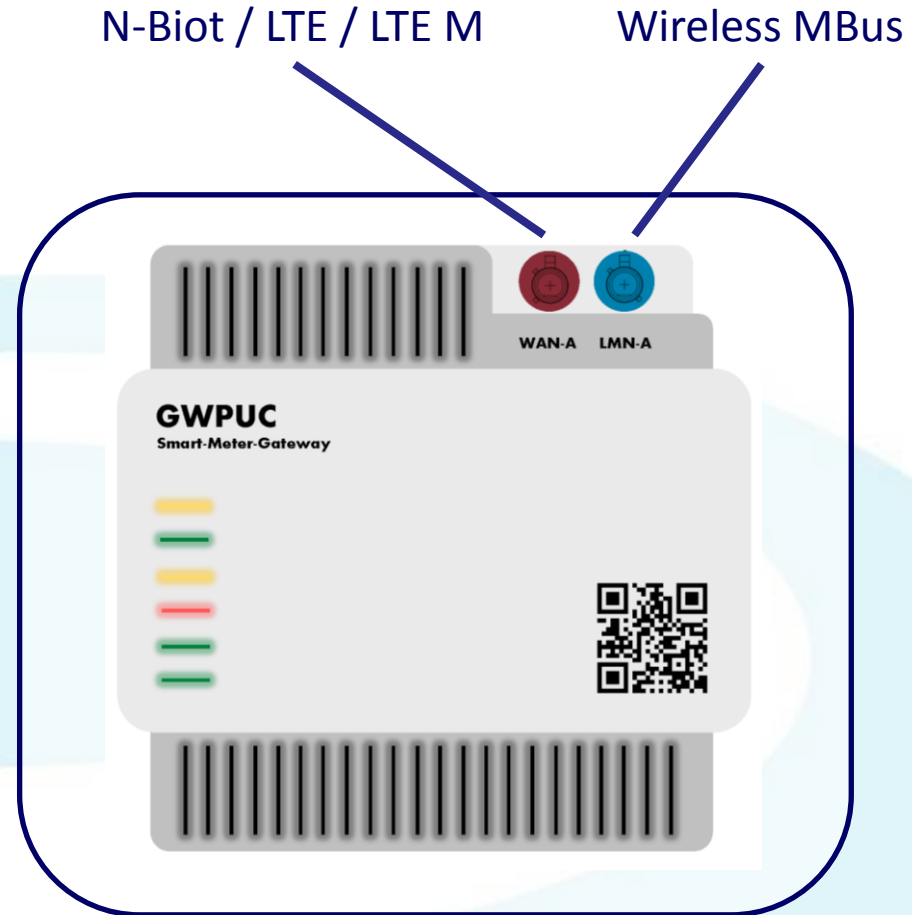 N-Biot / LTE / LTE M
Wireless MBus
WAN-A
LMN-A
GWPUC
Smart-Meter-Gateway